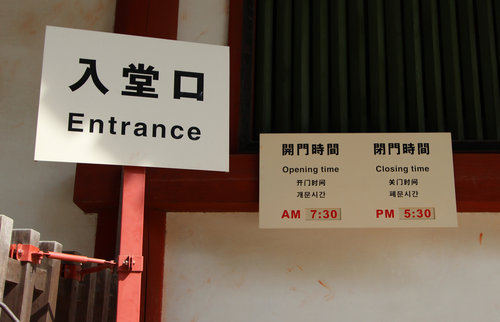 入堂口
Entrance
開門時間 閉門時間
Opening time Closing time
开门时间 关门时间
개문시간 폐문시간
AM 7:30 PM 5:30